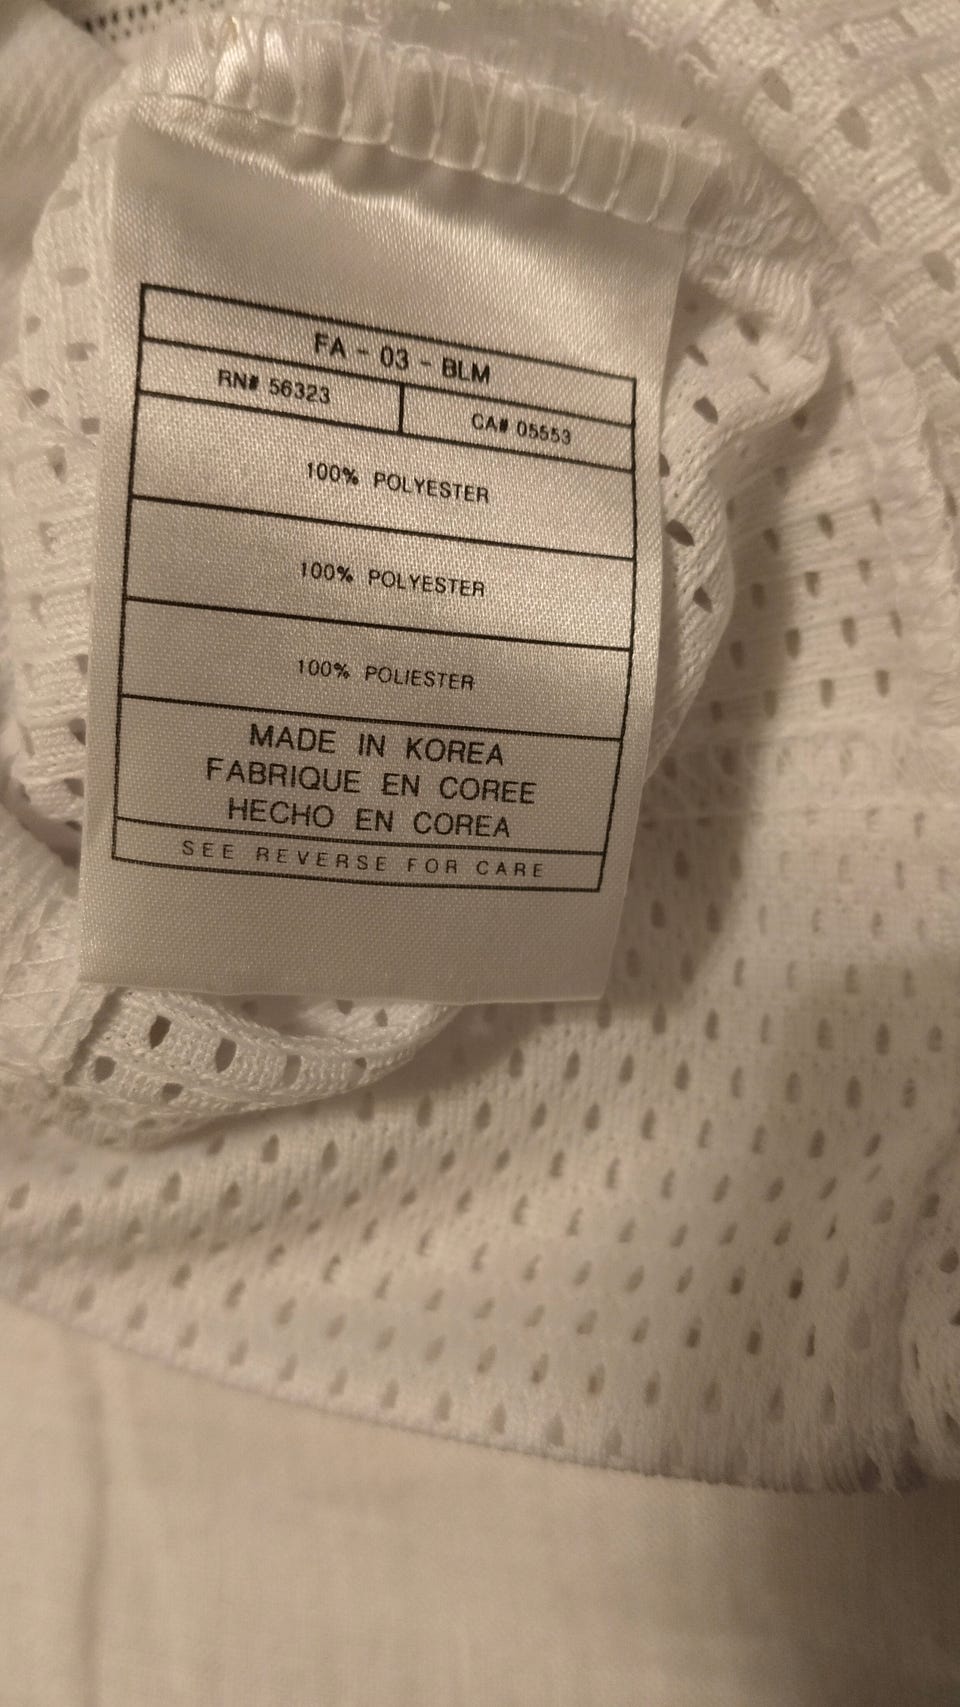 FA - 03 - BLM
RN# 56323
CA# 05553
100% POLYESTER
100% POLYESTER
100% POLIESTER
MADE IN KOREA
FABRIQUE EN COREE
HECHO EN COREA
SEE REVERSE FOR CARE